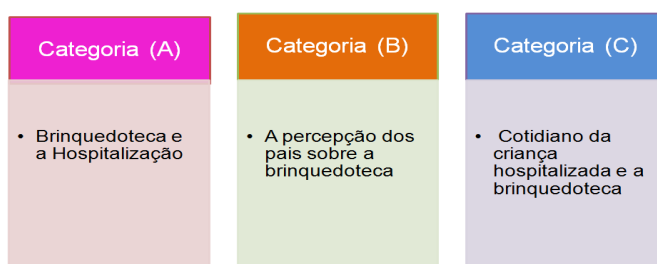 Categoria (A)
• Brinquedoteca e
a Hospitalização
Categoria (B)
• A percepção dos
pais sobre a
brinquedoteca
Categoria (C)
• Cotidiano da
criança
hospitalizada e a
brinquedoteca